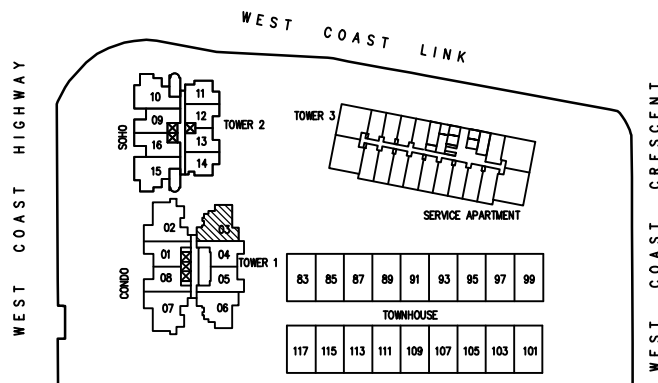 WEST COAST LINK
WEST COAST HIGHWAY
WEST COAST CRESCENT
10 11
09 12
16 13
15 14
SOHO
TOWER 2
TOWER 3
SERVICE APARTMENT
02 03
01 04
08 05
07 06
CONDO
TOWER 1
83 85 87 89 91 93 95 97 99
TOWNHOUSE
117 115 113 111 109 107 105 103 101